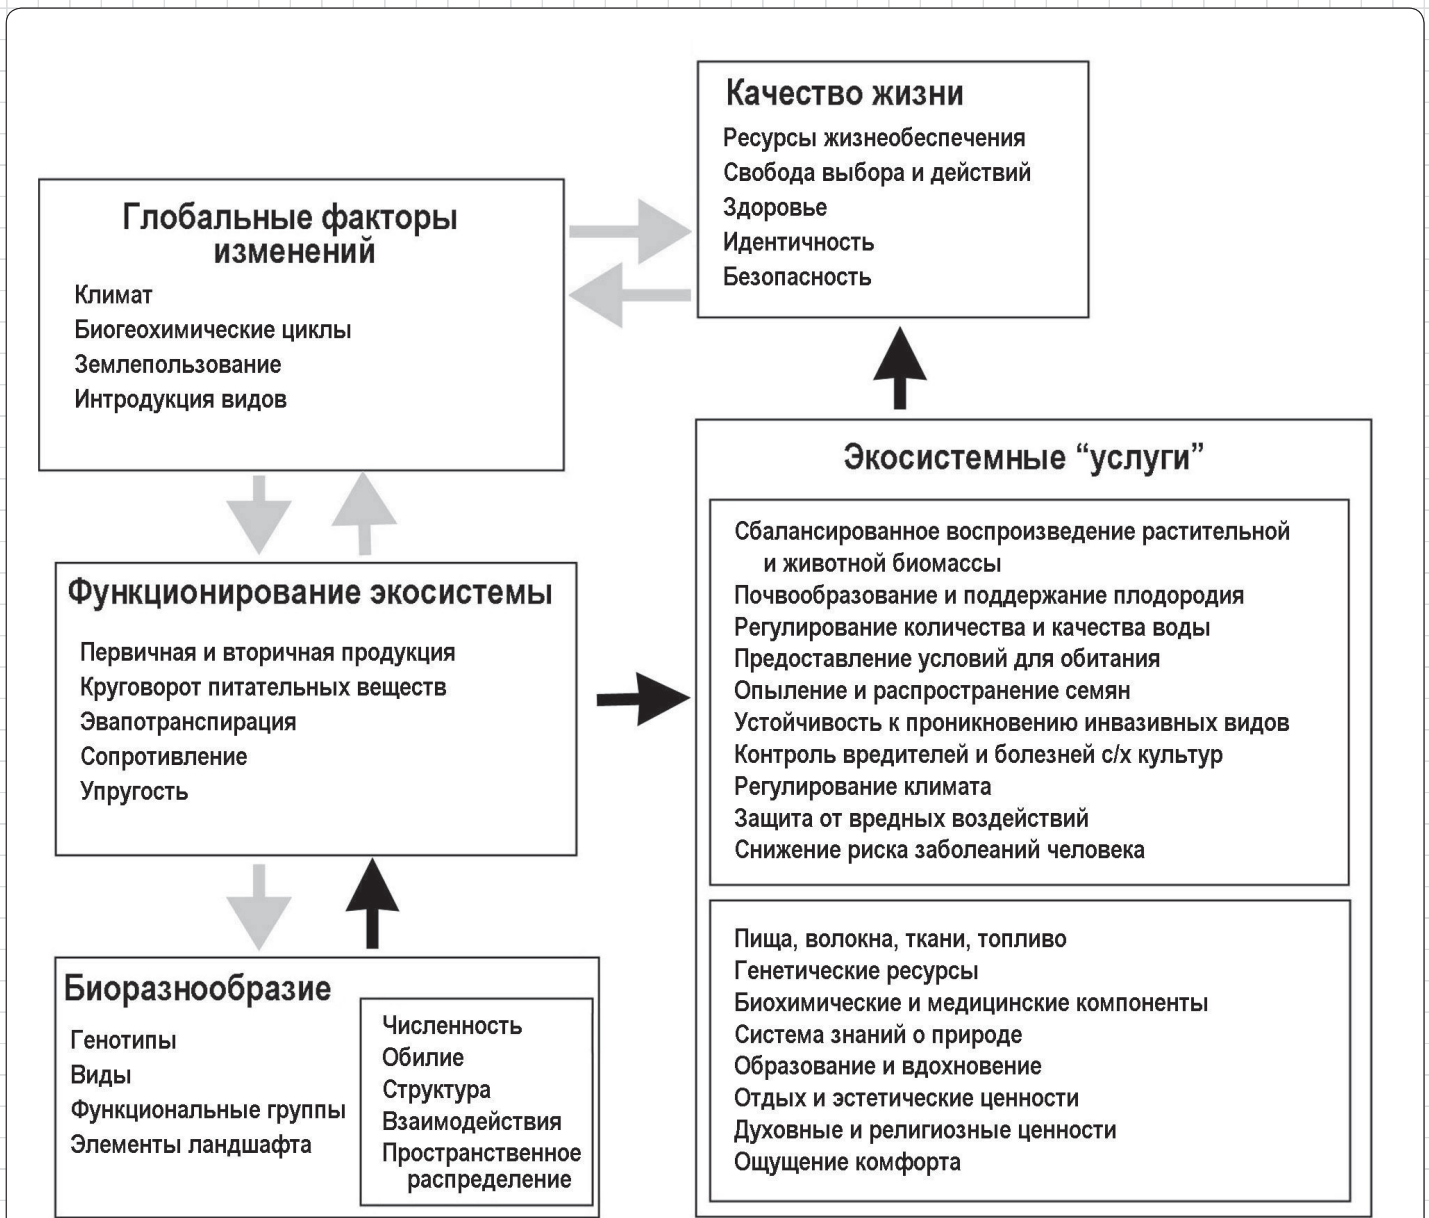 Качество жизни
Ресурсы жизнеобеспечения
Свобода выбора и действий
Здоровье
Идентичность
Безопасность
Глобальные факторы
изменений
Климат
Биогеохимические циклы
Землепользование
Интродукция видов
Функционирование экосистемы
Первичная и вторичная продукция
Круговорот питательных веществ
Эвапотранспирация
Сопротивление
Упругость
Экосистемные “услуги”
Сбалансированное воспроизведение растительной
и животной биомассы
Почвообразование и поддержание плодородия
Регулирование количества и качества воды
Предоставление условий для обитания
Опыление и распространение семян
Устойчивость к проникновению инвазивных видов
Контроль вредителей и болезней с/х культур
Регулирование климата
Защита от вредных воздействий
Снижение риска заболеаний человека
Пища, волокна, ткани, топливо
Генетические ресурсы
Биохимические и медицинские компоненты
Система знаний о природе
Образование и вдохновение
Отдых и эстетические ценности
Духовные и религиозные ценности
Ощущение комфорта
Биоразнообразие
Генотипы
Виды
Функциональные группы
Элементы ландшафта
Численность
Обилие
Структура
Взаимодействия
Пространственное
распределение